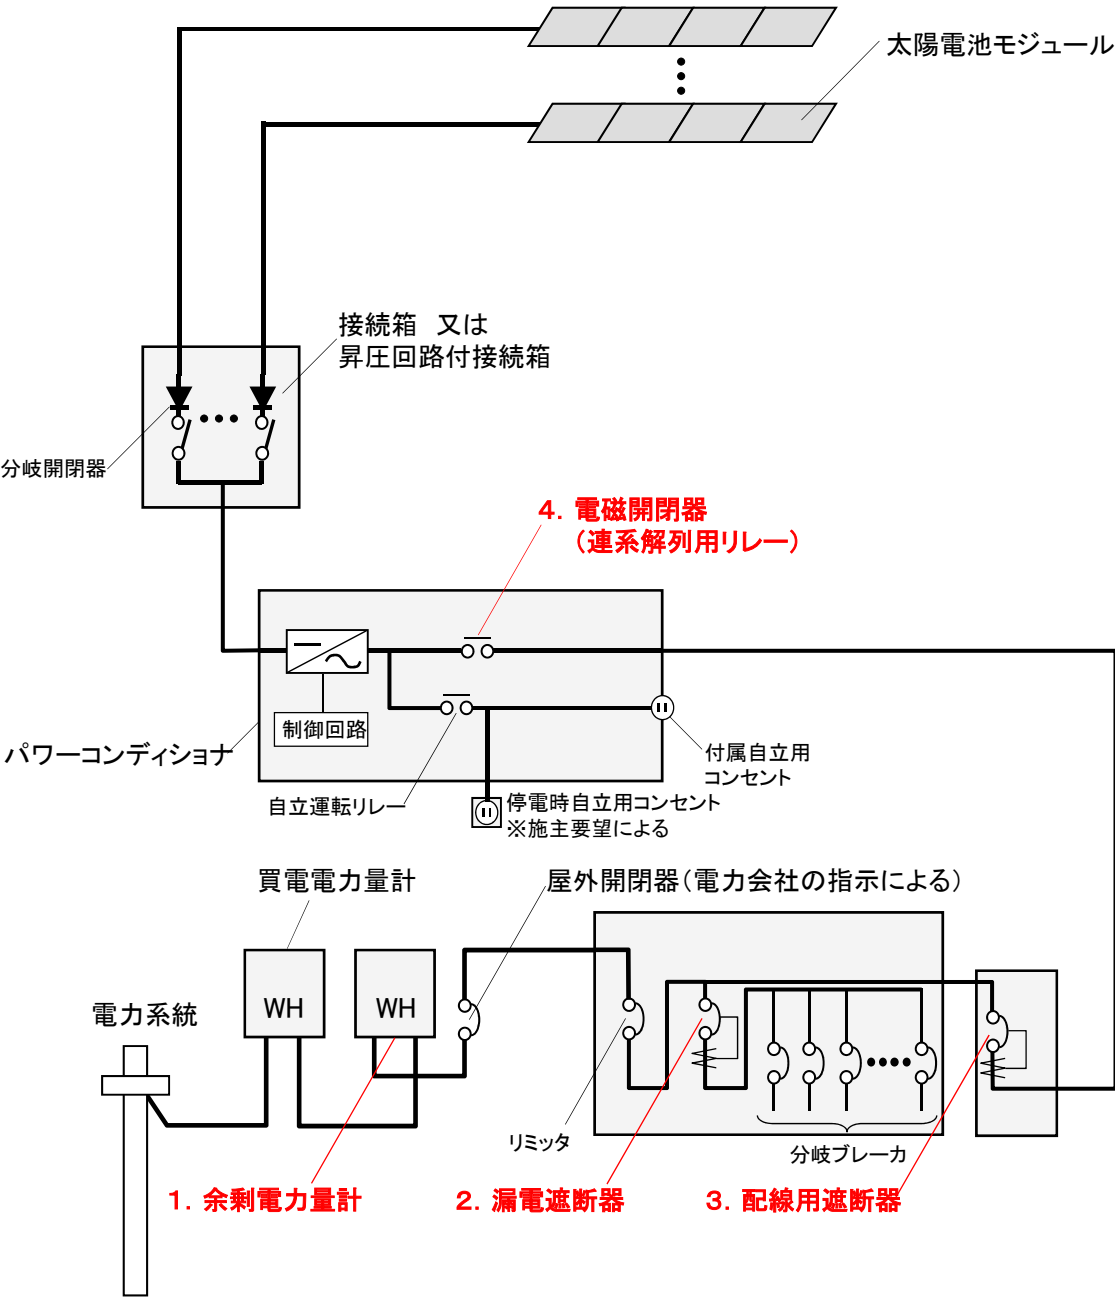 太陽電池モジュール
接続箱　又は
昇圧回路付接続箱
分岐開閉器
4．電磁開閉器
（連系解列用リレー）
制御回路
パワーコンディショナ
付属自立用
コンセント
自立運転リレー
停電時自立用コンセント
※施主要望による
買電電力量計
屋外開閉器（電力会社の指示による）
WH
WH
電力系統
リミッタ
分岐ブレーカ
1．余剰電力量計
2．漏電遮断器
3．配線用遮断器